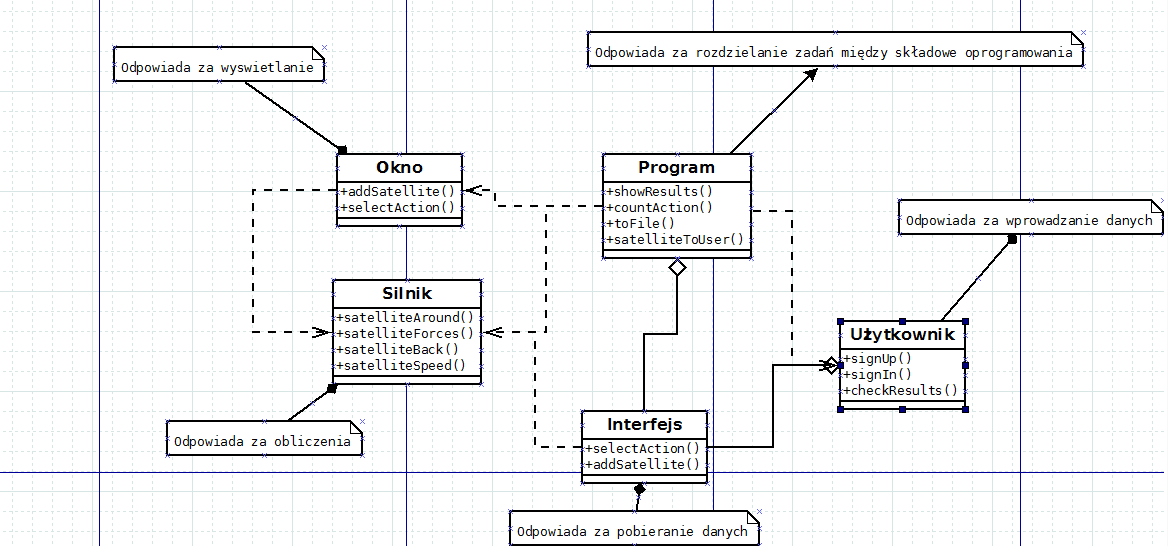 Odpowiada za wyswietlanie
Odpowiada za rozdzielanie zadań między składowe oprogramowania
Okno
+addSatellite()
+selectAction()
Program
+showResults()
+countAction()
+toFile()
+satelliteToUser()
Odpowiada za wprowadzanie danych
Silnik
+satelliteAround()
+satelliteForces()
+satelliteBack()
+satelliteSpeed()
Użytkownik
+signUp()
+signIn()
+checkResults()
Odpowiada za obliczenia
Interfejs
+selectAction()
+addSatellite()
Odpowiada za pobieranie danych